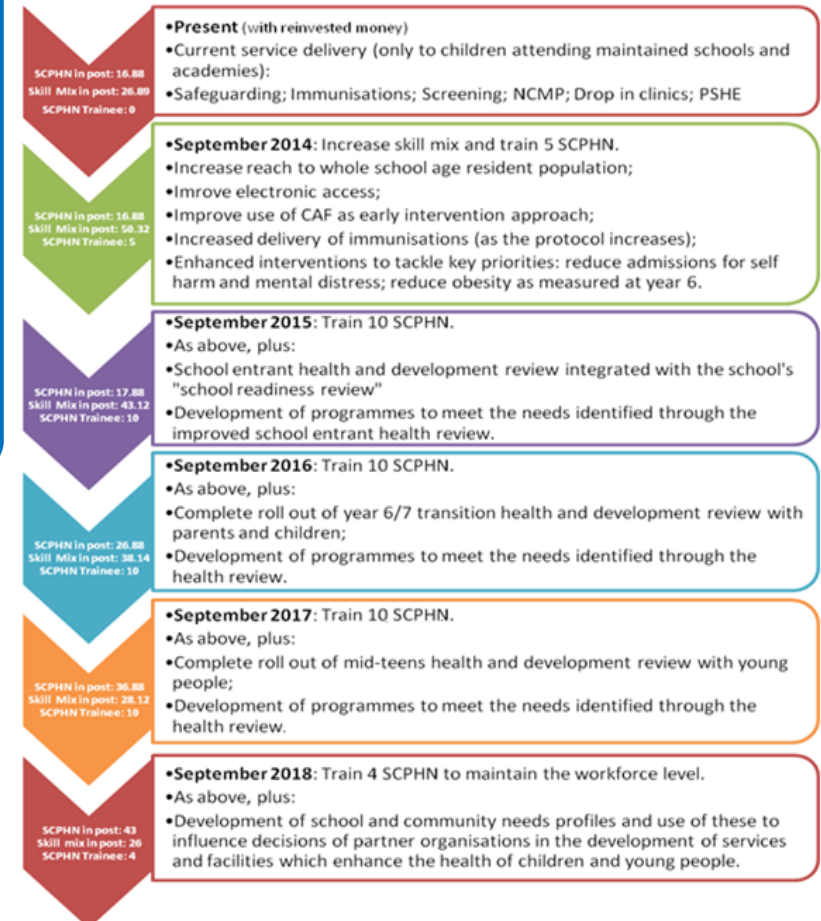 SCPHN in post: 16.88
Skill Mix in post: 26.89
SCPHN Trainee: 0
•Present (with reinvested money)
•Current service delivery (only to children attending maintained schools and
academies):
•Safeguarding; Immunisations; Screening; NCMP; Drop in clinics; PSHE
SCPHN in post: 16.88
Skill Mix in post: 50.32
SCPHN Trainee: 5
•September 2014: Increase skill mix and train 5 SCPHN.
•Increase reach to whole school age resident population;
•Imrove electronic access;
•Improve use of CAF as early intervention approach;
•Increased delivery of immunisations (as the protocol increases);
•Enhanced interventions to tackle key priorities: reduce admissions for self
harm and mental distress; reduce obesity as measured at year 6.
SCPHN in post: 17.88
Skill Mix in post: 43.12
SCPHN Trainee: 10
•September 2015: Train 10 SCPHN.
•As above, plus:
•School entrant health and development review integrated with the school's
"school readiness review"
•Development of programmes to meet the needs identified through the
improved school entrant health review.
SCPHN in post: 26.88
Skill Mix in post: 38.14
SCPHN Trainee: 10
•September 2016: Train 10 SCPHN.
•As above, plus:
•Complete roll out of year 6/7 transition health and development review with
parents and children;
•Development of programmes to meet the needs identified through the
health review.
SCPHN in post: 36.88
Skill Mix in post: 28.12
SCPHN Trainee: 10
•September 2017: Train 10 SCPHN.
•As above, plus:
•Complete roll out of mid-teens health and development review with young
people;
•Development of programmes to meet the needs identified through the
health review.
SCPHN in post: 43
Skill mix in post: 26
SCPHN Trainee: 4
•September 2018: Train 4 SCPHN to maintain the workforce level.
•As above, plus:
•Development of school and community needs profiles and use of these to
influence decisions of partner organisations in the development of services
and facilities which enhance the health of children and young people.